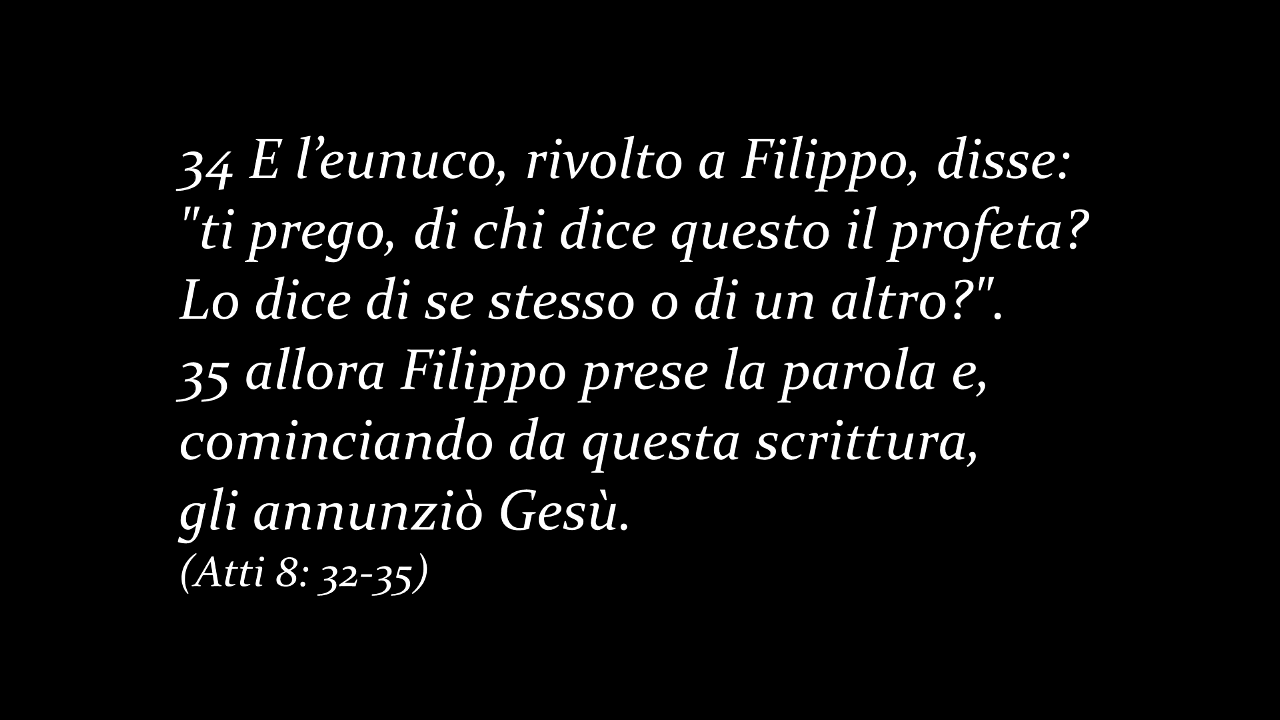 34 E l’eunuco, rivolto a Filippo, disse:
"ti prego, di chi dice questo il profeta?
Lo dice di se stesso o di un altro?".
35 allora Filippo prese la parola e,
cominciando da questa scrittura,
gli annunziò Gesù.
(Atti 8: 32-35)